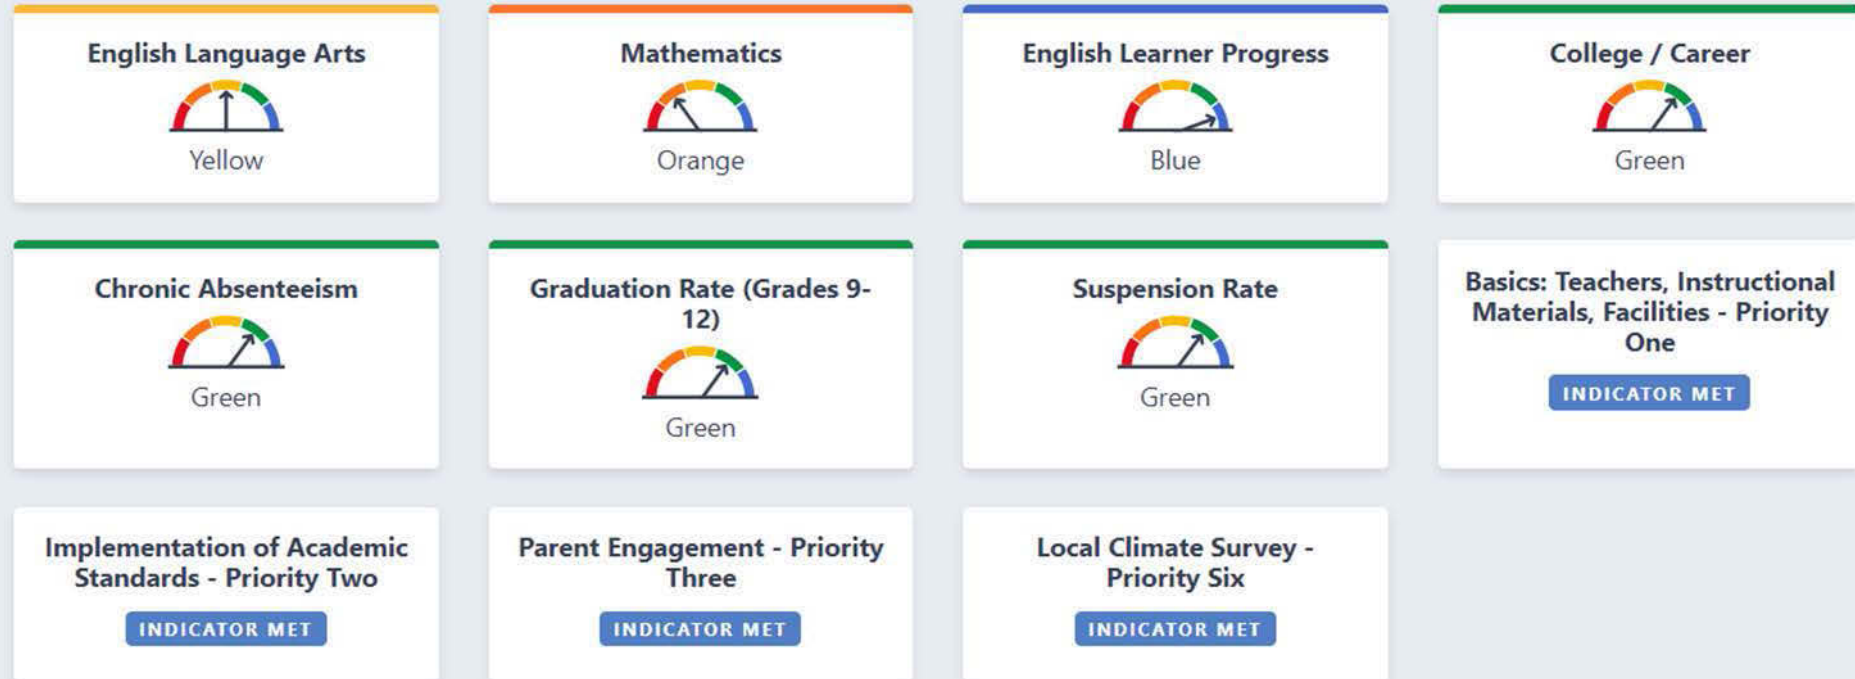 English Language Arts
Yellow
Mathematics
Orange
English Learner Progress
Blue
College / Career
Green
Chronic Absenteeism
Green
Graduation Rate (Grades 9-
12)
Green
Suspension Rate
Green
Basics: Teachers, Instructional
Materials, Facilities - Priority
One
INDICATOR MET
Implementation of Academic
Standards - Priority Two
INDICATOR MET
Parent Engagement - Priority
Three
INDICATOR MET
Local Climate Survey -
Priority Six
INDICATOR MET